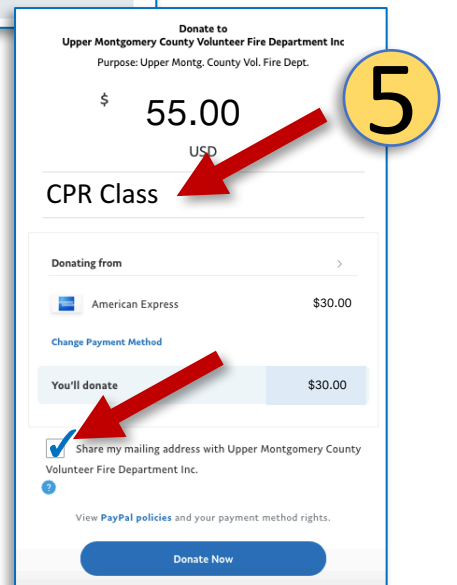 Donate to
Upper Montgomery County Volunteer Fire Department Inc
Purpose: Upper Montg. County Vol. Fire Dept.
5
$ 55.00
USD
CPR Class
Donating from >
American Express $30.00
Change Payment Method
You'll donate $30.00
Share my mailing address with Upper Montgomery County
Volunteer Fire Department Inc.
?
View PayPal policies and your payment method rights.
Donate Now